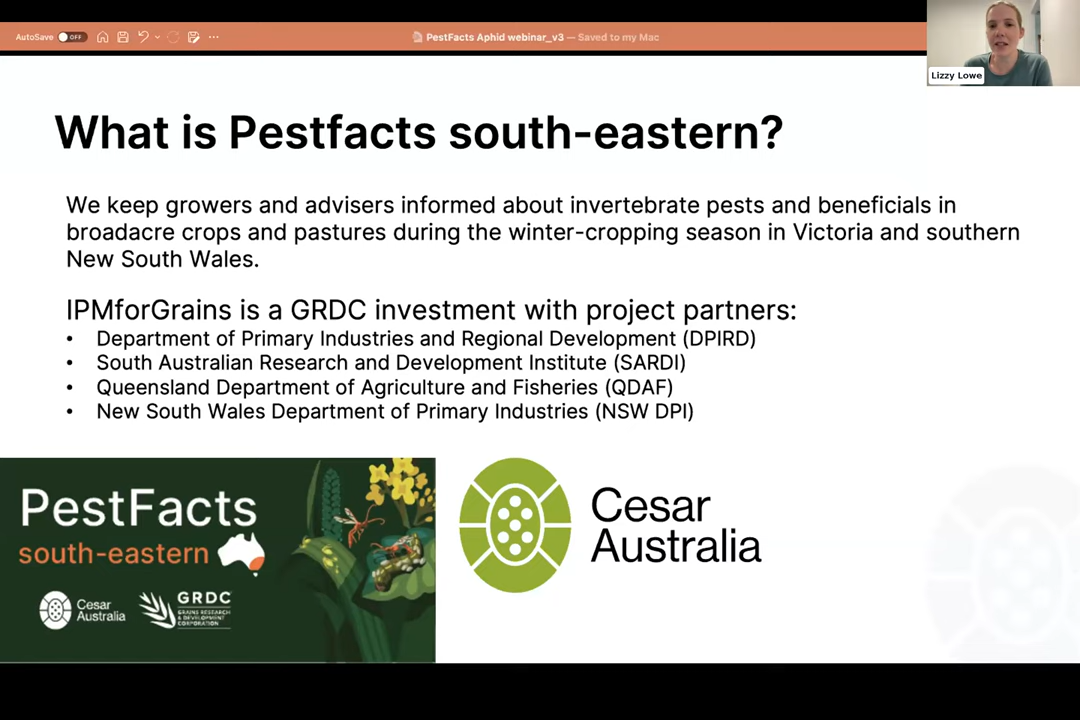 AutoSave OFF
PestFacts Aphid webinar_v3 — Saved to my Mac
Lizzy Lowe
What is Pestfacts south-eastern?
We keep growers and advisers informed about invertebrate pests and beneficials in
broadacre crops and pastures during the winter-cropping season in Victoria and southern
New South Wales.
IPMforGrains is a GRDC investment with project partners:
• Department of Primary Industries and Regional Development (DPIRD)
• South Australian Research and Development Institute (SARDI)
• Queensland Department of Agriculture and Fisheries (QDAF)
• New South Wales Department of Primary Industries (NSW DPI)
PestFacts
south-eastern
Cesar
Australia
GRDC
GRAINS RESEARCH
& DEVELOPMENT
CORPORATION
Cesar
Australia